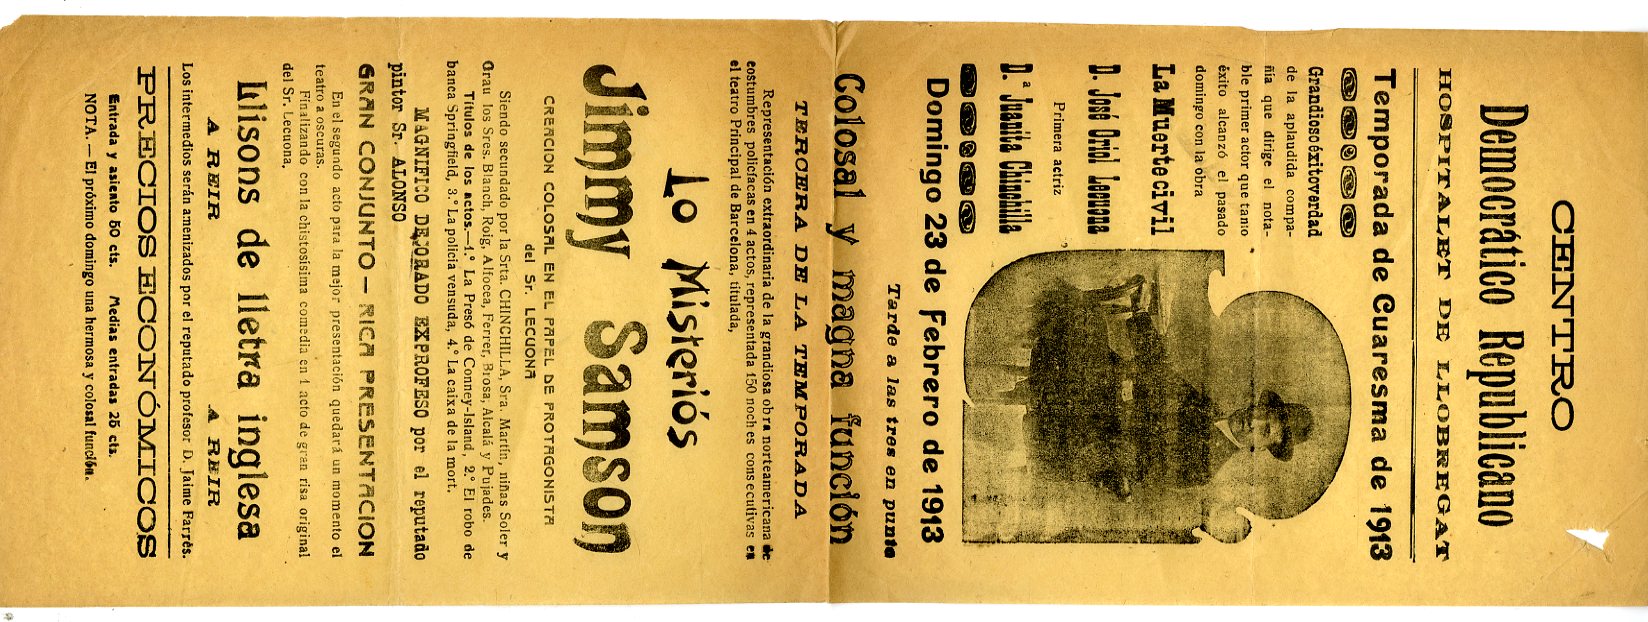 CENTRO
Democrático Republicano
HOSPITALET DE LLOBREGAT
Temporada de Cuaresma de 1913
Grandioso éxito verdad
de la aplaudida compa-
ñía que dirige el nota-
ble primer actor que tanto
éxito alcanzó el pasado
domingo con la obra
La Muerte civil
D. José Oriol Lecuona
Primera actriz
D.ª Juanita Chinchilla
Domingo 23 de Febrero de 1913
Tarde a las tres en punto
Colosal y magna función
TERCERA DE LA TEMPORADA
Representación extraordinaria de la grandiosa obra norteamericana de
costumbres policíacas en 4 actos, representada 150 noches consecutivas en
el teatro Principal de Barcelona, titulada,
Lo Misteriós
Jimmy Samson
CREACION COLOSAL EN EL PAPEL DE PROTAGONISTA
del Sr. LECUONA
Siendo secundado por la Srta. CHINCHILLA, Sra. Martín, niñas Soler y
Grau los Sres. Blanch, Roig, Alfocea, Ferrer, Brosa, Alcalá y Pujades.
Títulos de los actos.—1.º La Presó de Conney-Island, 2.º El robo de
banca Springfield, 3.º La policia vensuda, 4.º La caixa de la mort.
MAGNIFICO DECORADO EXPROFESO por el reputado
pintor Sr. ALONSO
GRAN CONJUNTO — RICA PRESENTACION
En el segundo acto para la mejor presentación quedará un momento el
teatro a oscuras.
Finalizando con la chistosísima comedia en 1 acto de gran risa original
del Sr. Lecuona,
Llisons de lletra inglesa
A REIR A REIR
Los intermedios serán amenizados por el reputado profesor D. Jaime Farrés.
PRECIOS ECONÓMICOS
Entrada y asiento 50 cts. Medias entradas 25 cts.
NOTA. — El próximo domingo una hermosa y colosal función.